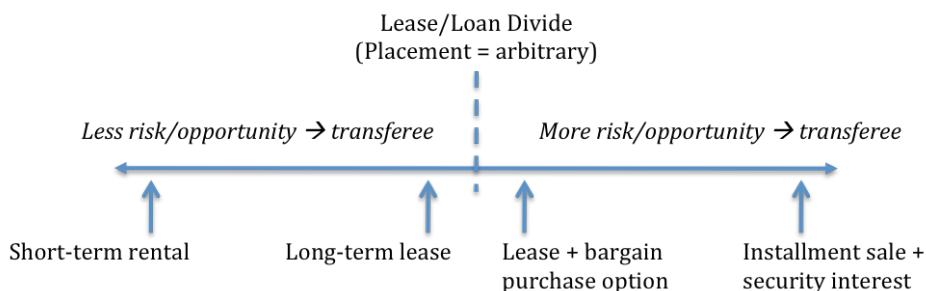 Lease/Loan Divide
(Placement = arbitrary)
Less risk/opportunity → transferee
More risk/opportunity → transferee
Short-term rental
Long-term lease
Lease + bargain
purchase option
Installment sale +
security interest